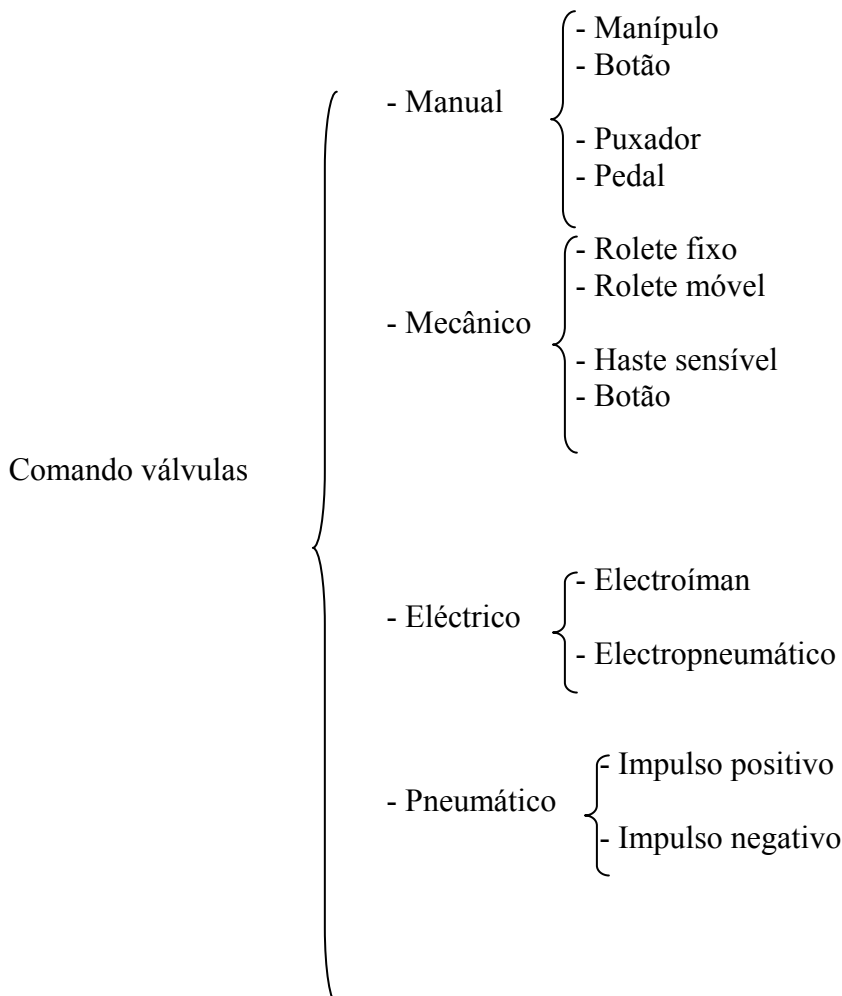 - Manípulo
- Botão
- Manual
- Puxador
- Pedal
- Rolete fixo
- Rolete móvel
- Mecânico
- Haste sensível
- Botão
Comando válvulas
- Electroíman
- Eléctrico
- Electropneumático
- Impulso positivo
- Pneumático
- Impulso negativo